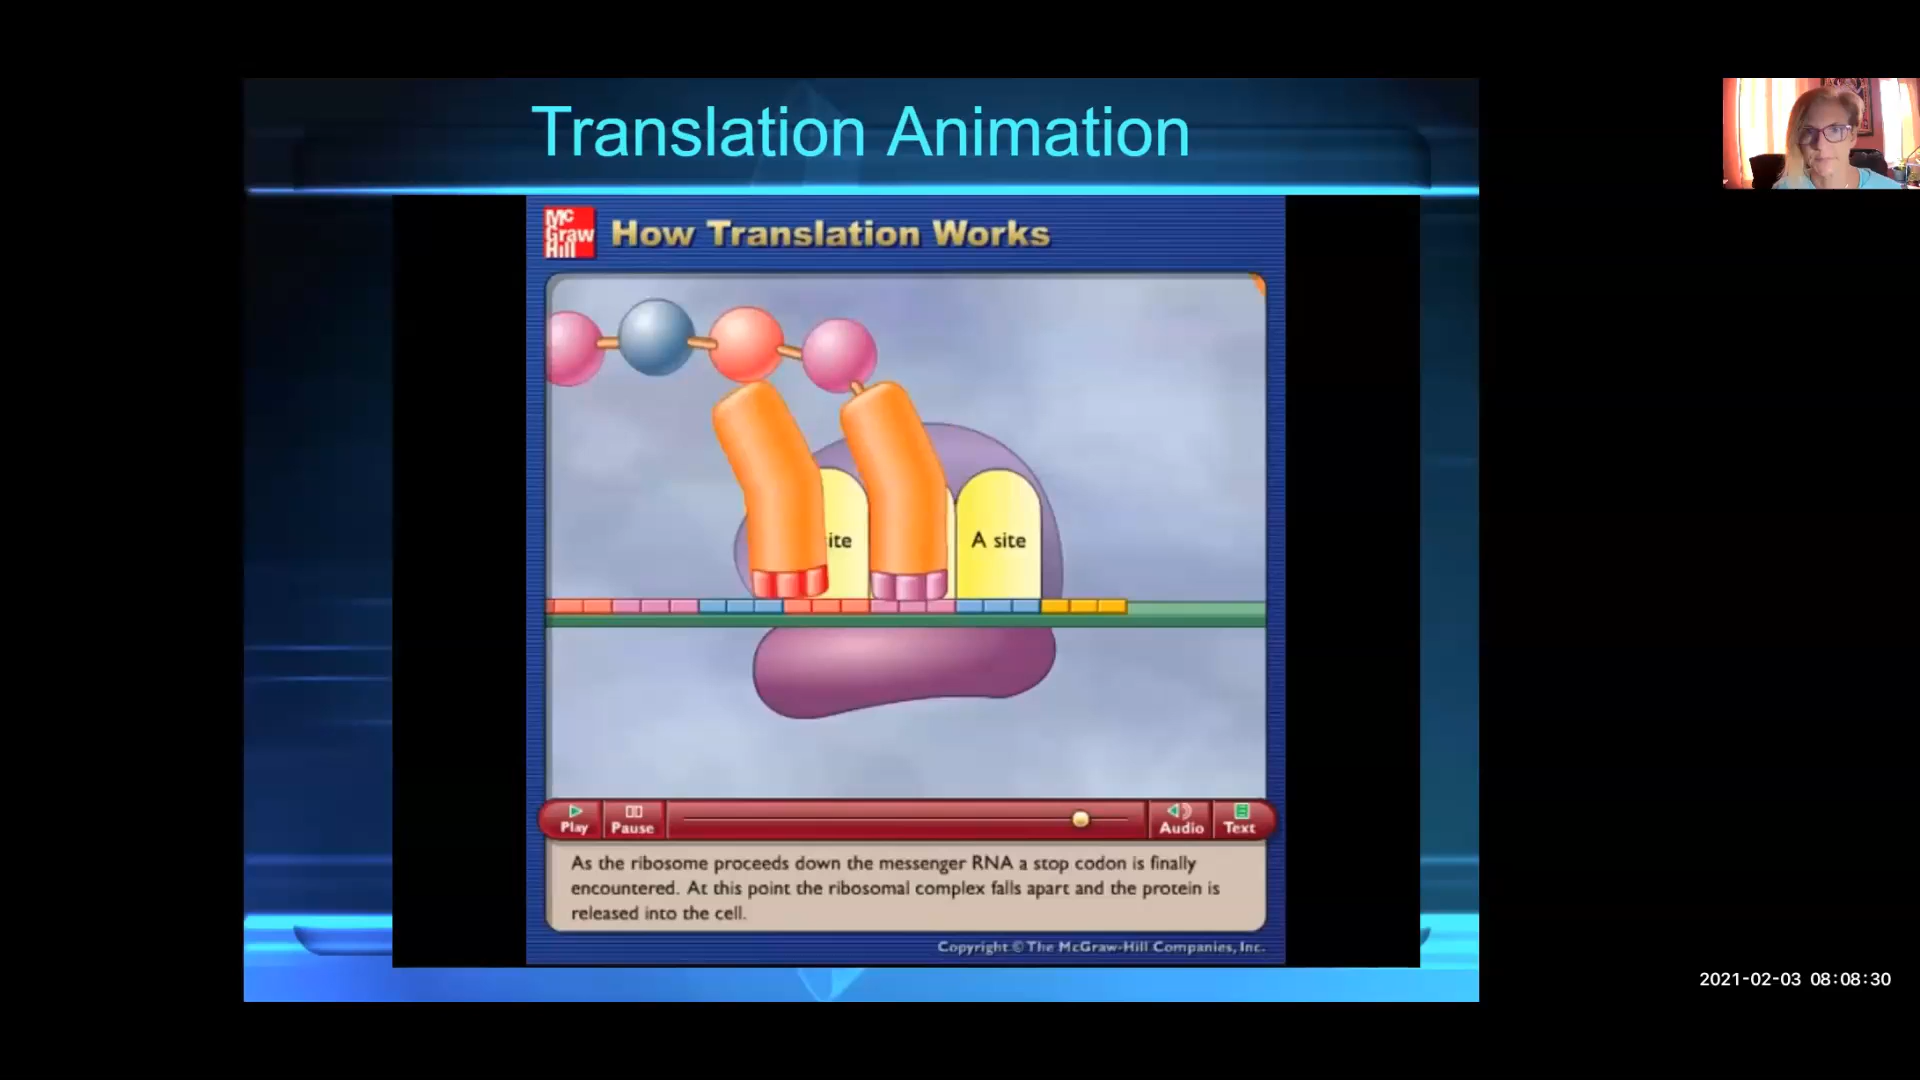 Translation Animation
Mc
Graw
Hill
How Translation Works
ite
A site
Play
Pause
Audio
Text
As the ribosome proceeds down the messenger RNA a stop codon is finally
encountered. At this point the ribosomal complex falls apart and the protein is
released into the cell.
Copyright © The McGraw-Hill Companies, Inc.
2021-02-03 08:08:30